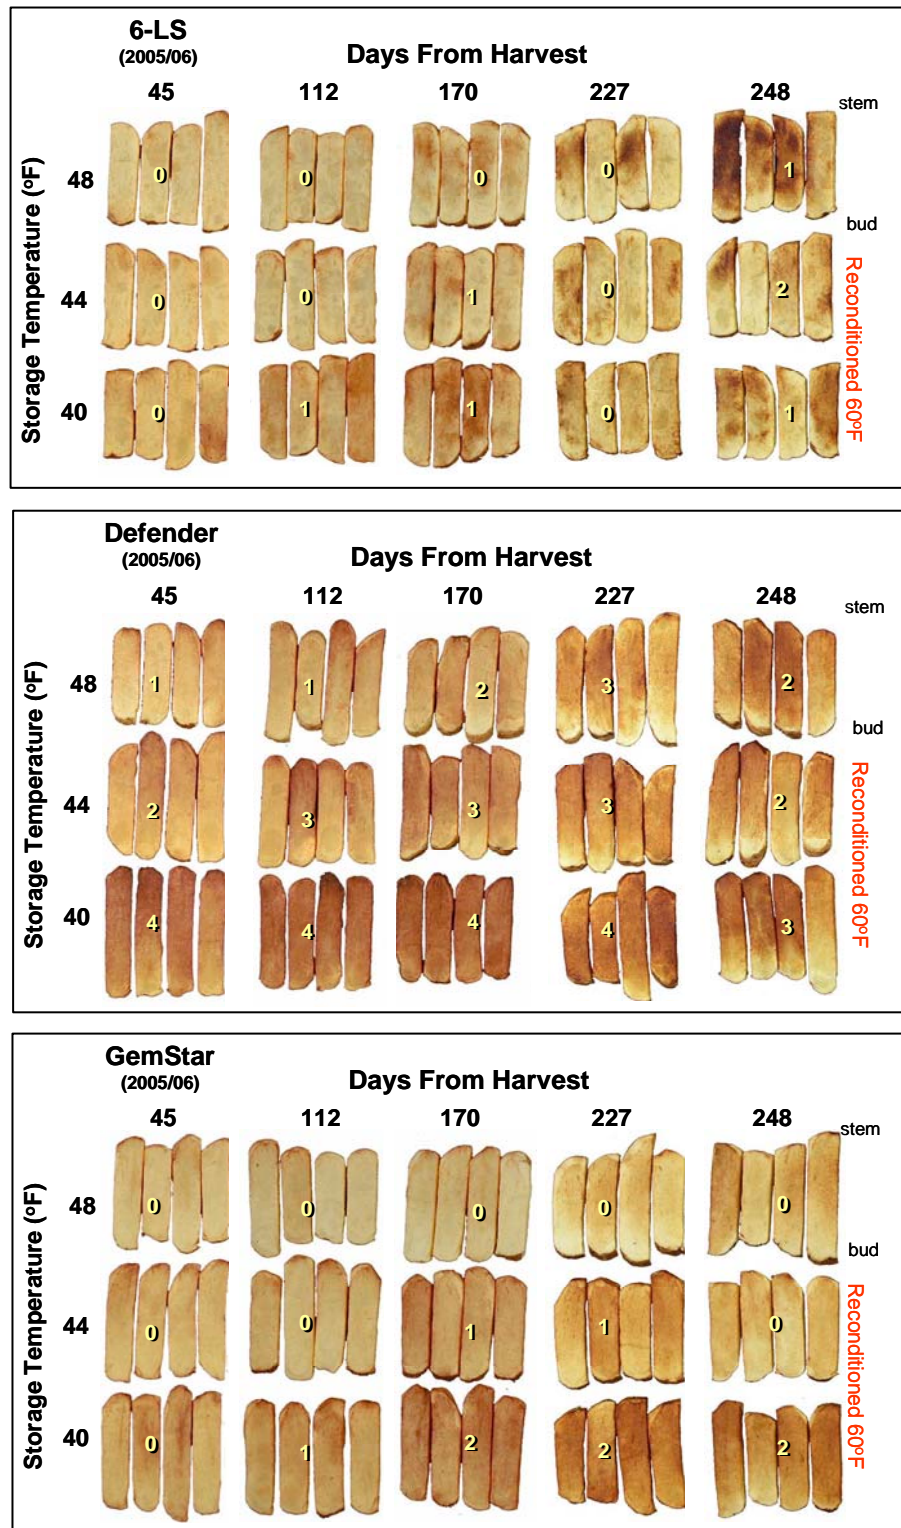 6-LS
(2005/06)
Days From Harvest
45 112 170 227 248
stem
Storage Temperature (ºF)
48 0 0 0 0 1
bud
44 0 0 1 0 2
40 0 1 1 0 1
Reconditioned 60ºF
Defender
(2005/06)
Days From Harvest
45 112 170 227 248
stem
Storage Temperature (ºF)
48 1 1 2 3 2
bud
44 2 3 3 3 2
40 4 4 4 4 3
Reconditioned 60ºF
GemStar
(2005/06)
Days From Harvest
45 112 170 227 248
stem
Storage Temperature (ºF)
48 0 0 0 0 0
bud
44 0 0 1 1 0
40 0 1 2 2 2
Reconditioned 60ºF